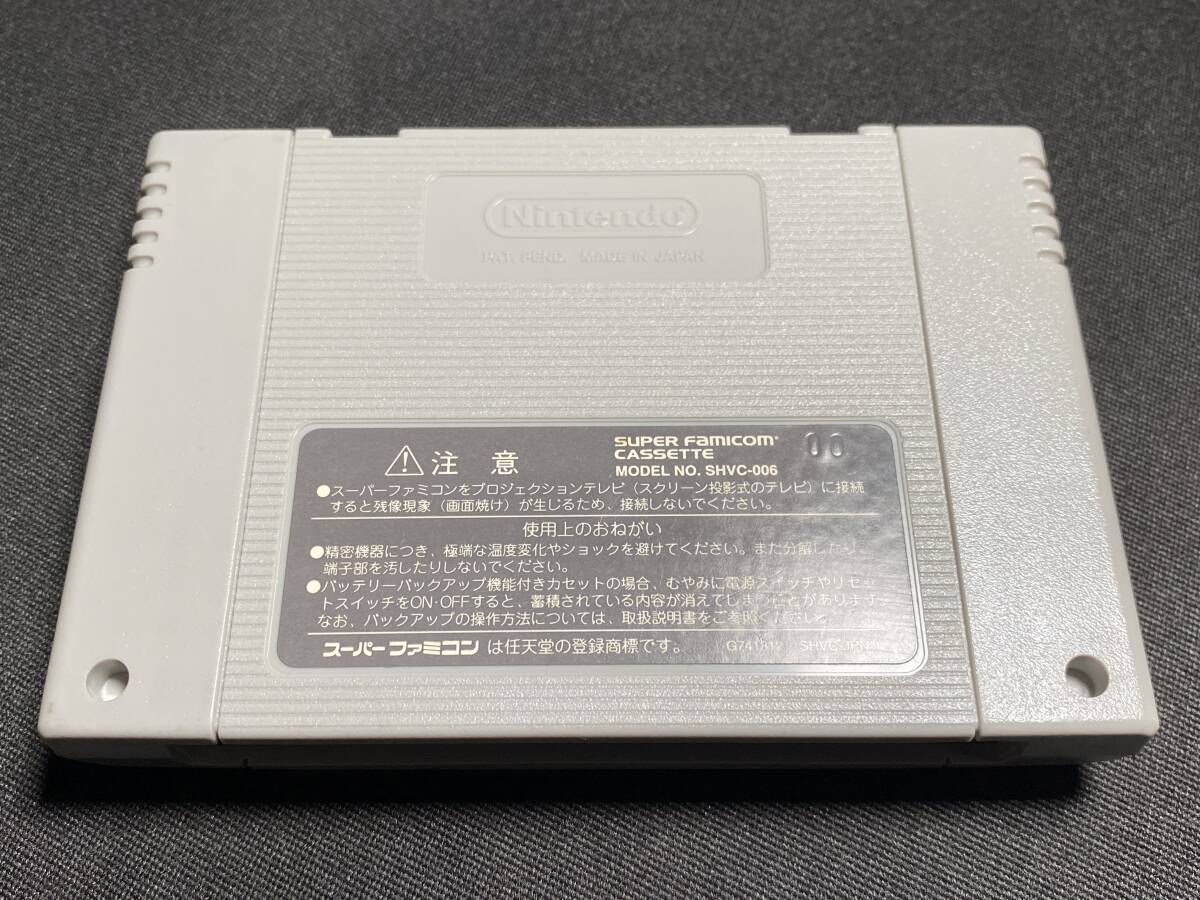 Nintendo®
PAT. PEND. MADE IN JAPAN
注意
SUPER FAMICOM®
CASSETTE
MODEL NO. SHVC-006
00
●スーパーファミコンをプロジェクションテレビ（スクリーン投影式のテレビ）に接続
すると残像現象（画面焼け）が生じるため、接続しないでください。
使用上のおねがい
●精密機器につき、極端な温度変化やショックを避けてください。また分解したり、
端子部を汚したりしないでください。
●バッテリーバックアップ機能付きカセットの場合、むやみに電源スイッチやリセッ
トスイッチをON・OFFすると、蓄積されている内容が消えてしまうことがあります。
なお、バックアップの操作方法については、取扱説明書をご参照ください。
スーパーファミコン は任天堂の登録商標です。